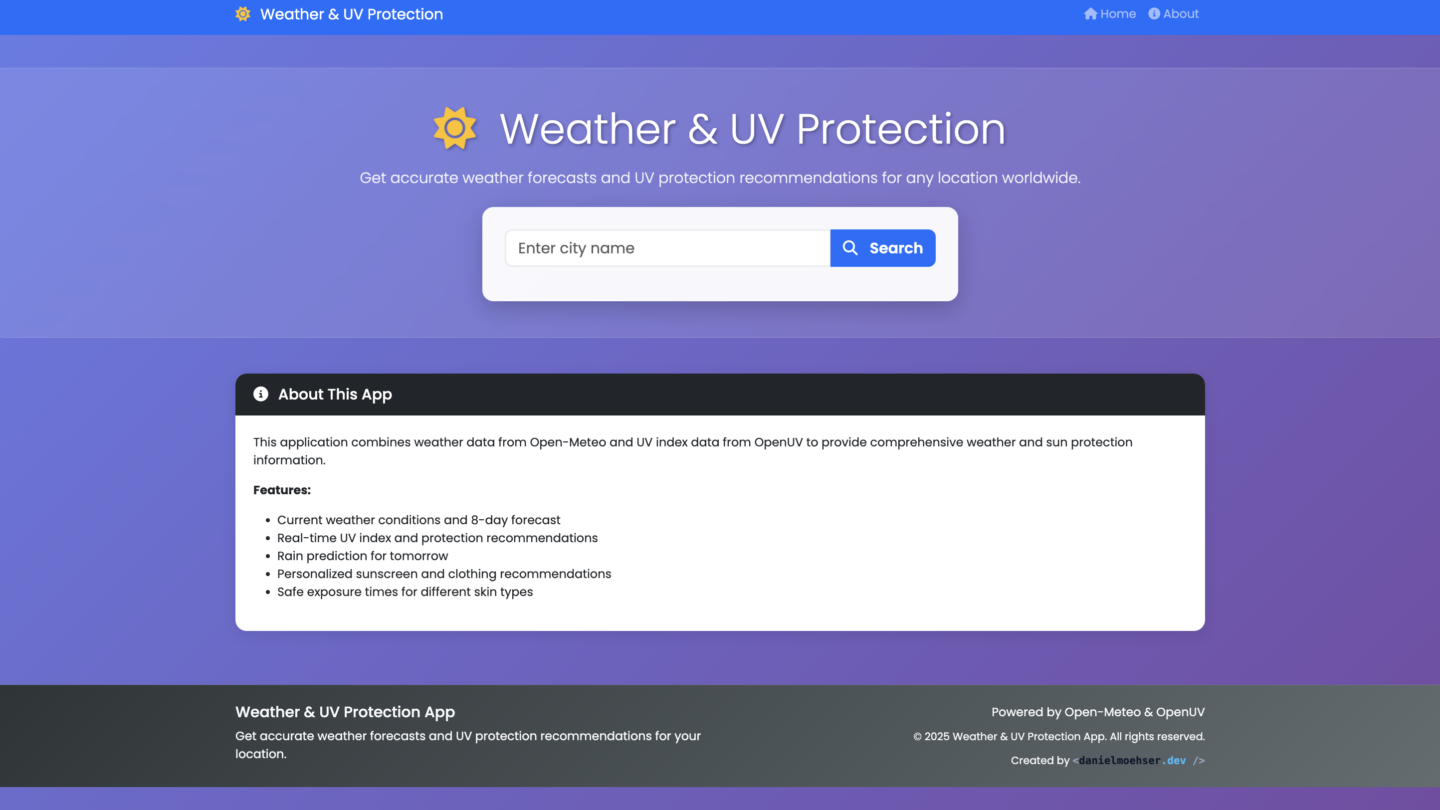 Weather & UV Protection
Home
About
Weather & UV Protection
Get accurate weather forecasts and UV protection recommendations for any location worldwide.
Enter city name
Search
About This App
This application combines weather data from Open-Meteo and UV index data from OpenUV to provide comprehensive weather and sun protection
information.
Features:
• Current weather conditions and 8-day forecast
• Real-time UV index and protection recommendations
• Rain prediction for tomorrow
• Personalized sunscreen and clothing recommendations
• Safe exposure times for different skin types
Weather & UV Protection App
Get accurate weather forecasts and UV protection recommendations for your
location.
Powered by Open-Meteo & OpenUV
© 2025 Weather & UV Protection App. All rights reserved.
Created by <danielmoehser.dev />